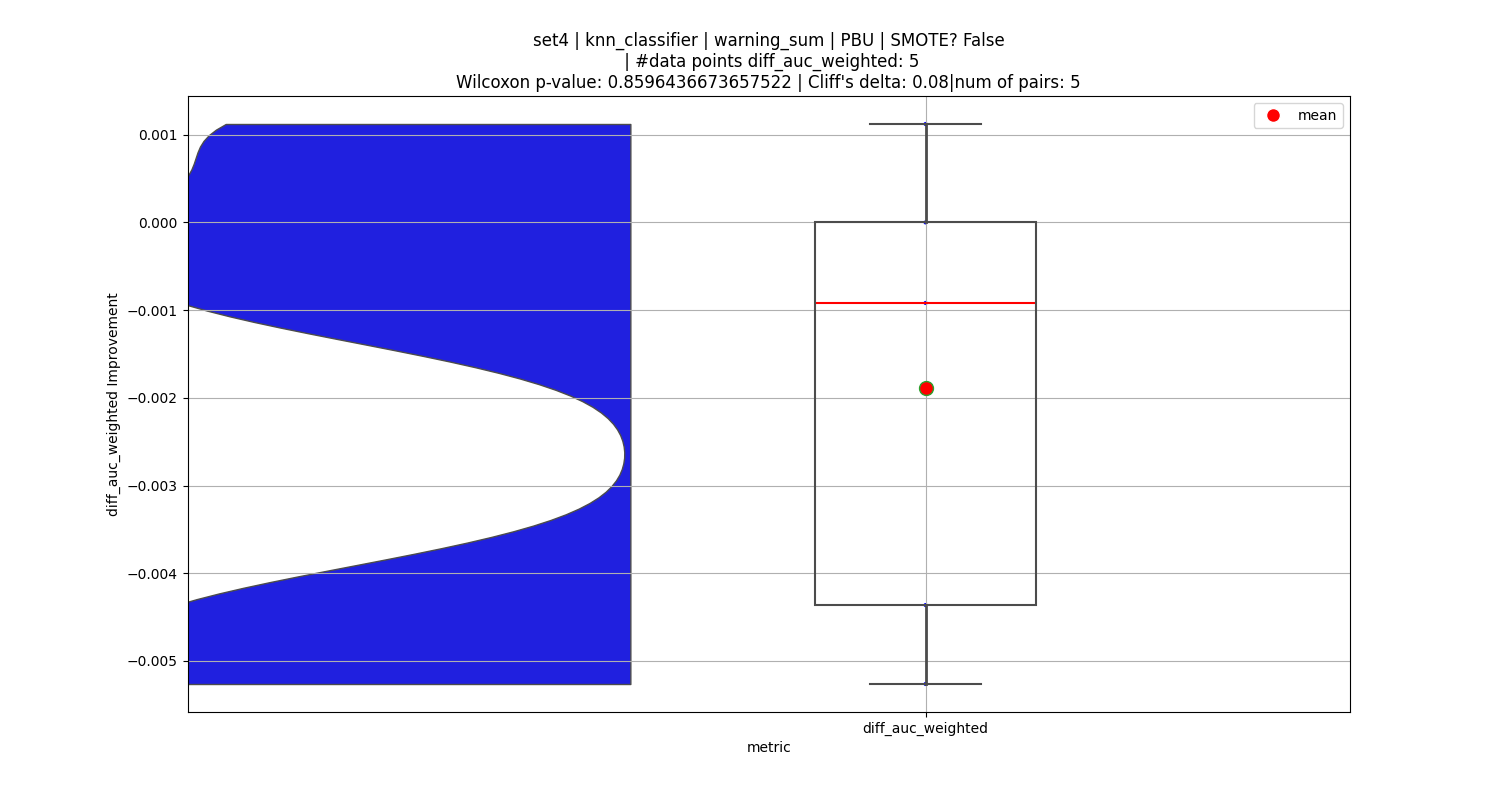 set4 | knn_classifier | warning_sum | PBU | SMOTE? False
| #data points diff_auc_weighted: 5
Wilcoxon p-value: 0.8596436673657522 | Cliff's delta: 0.08|num of pairs: 5
mean
0.001
0.000
−0.001
−0.002
−0.003
−0.004
−0.005
diff_auc_weighted Improvement
diff_auc_weighted
metric